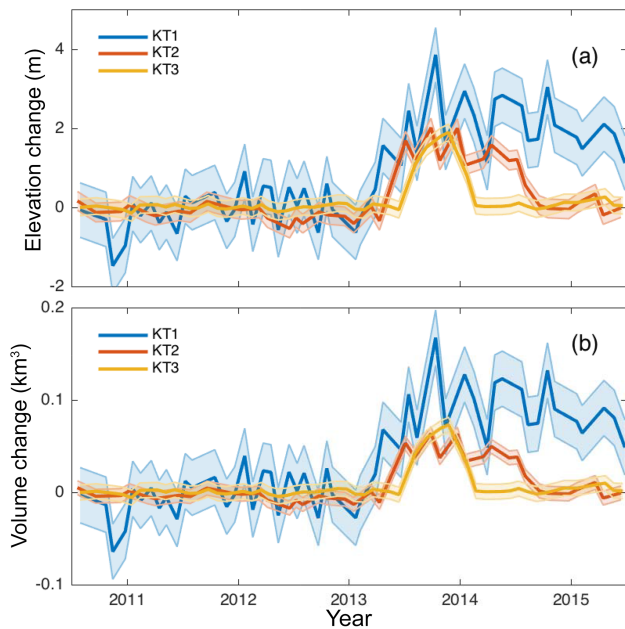 (a)
KT1
KT2
KT3
Elevation change (m)
4
2
0
-2
(b)
KT1
KT2
KT3
Volume change (km³)
0.2
0.1
0
-0.1
2011 2012 2013 2014 2015
Year